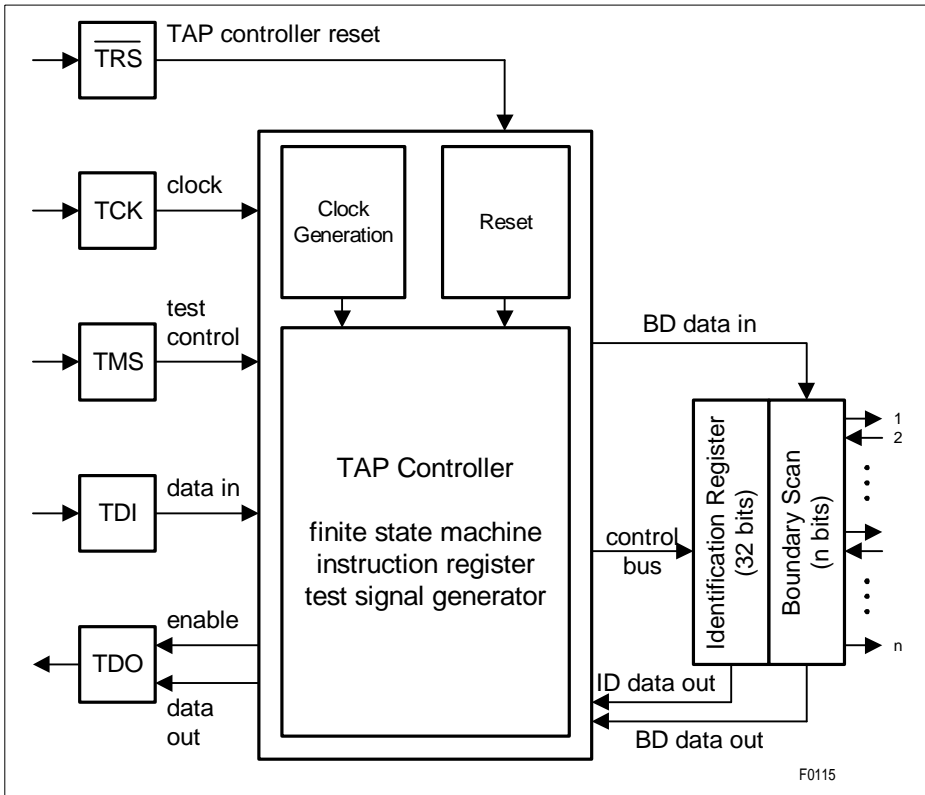 TAP controller reset
TRS
clock
TCK
Clock
Generation
Reset
test
control
TMS
BD data in
TAP Controller
finite state machine
instruction register
test signal generator
data in
TDI
control
bus
Identification Register
(32 bits)
Boundary Scan
(n bits)
1
2
n
enable
TDO
data
out
ID data out
BD data out
F0115